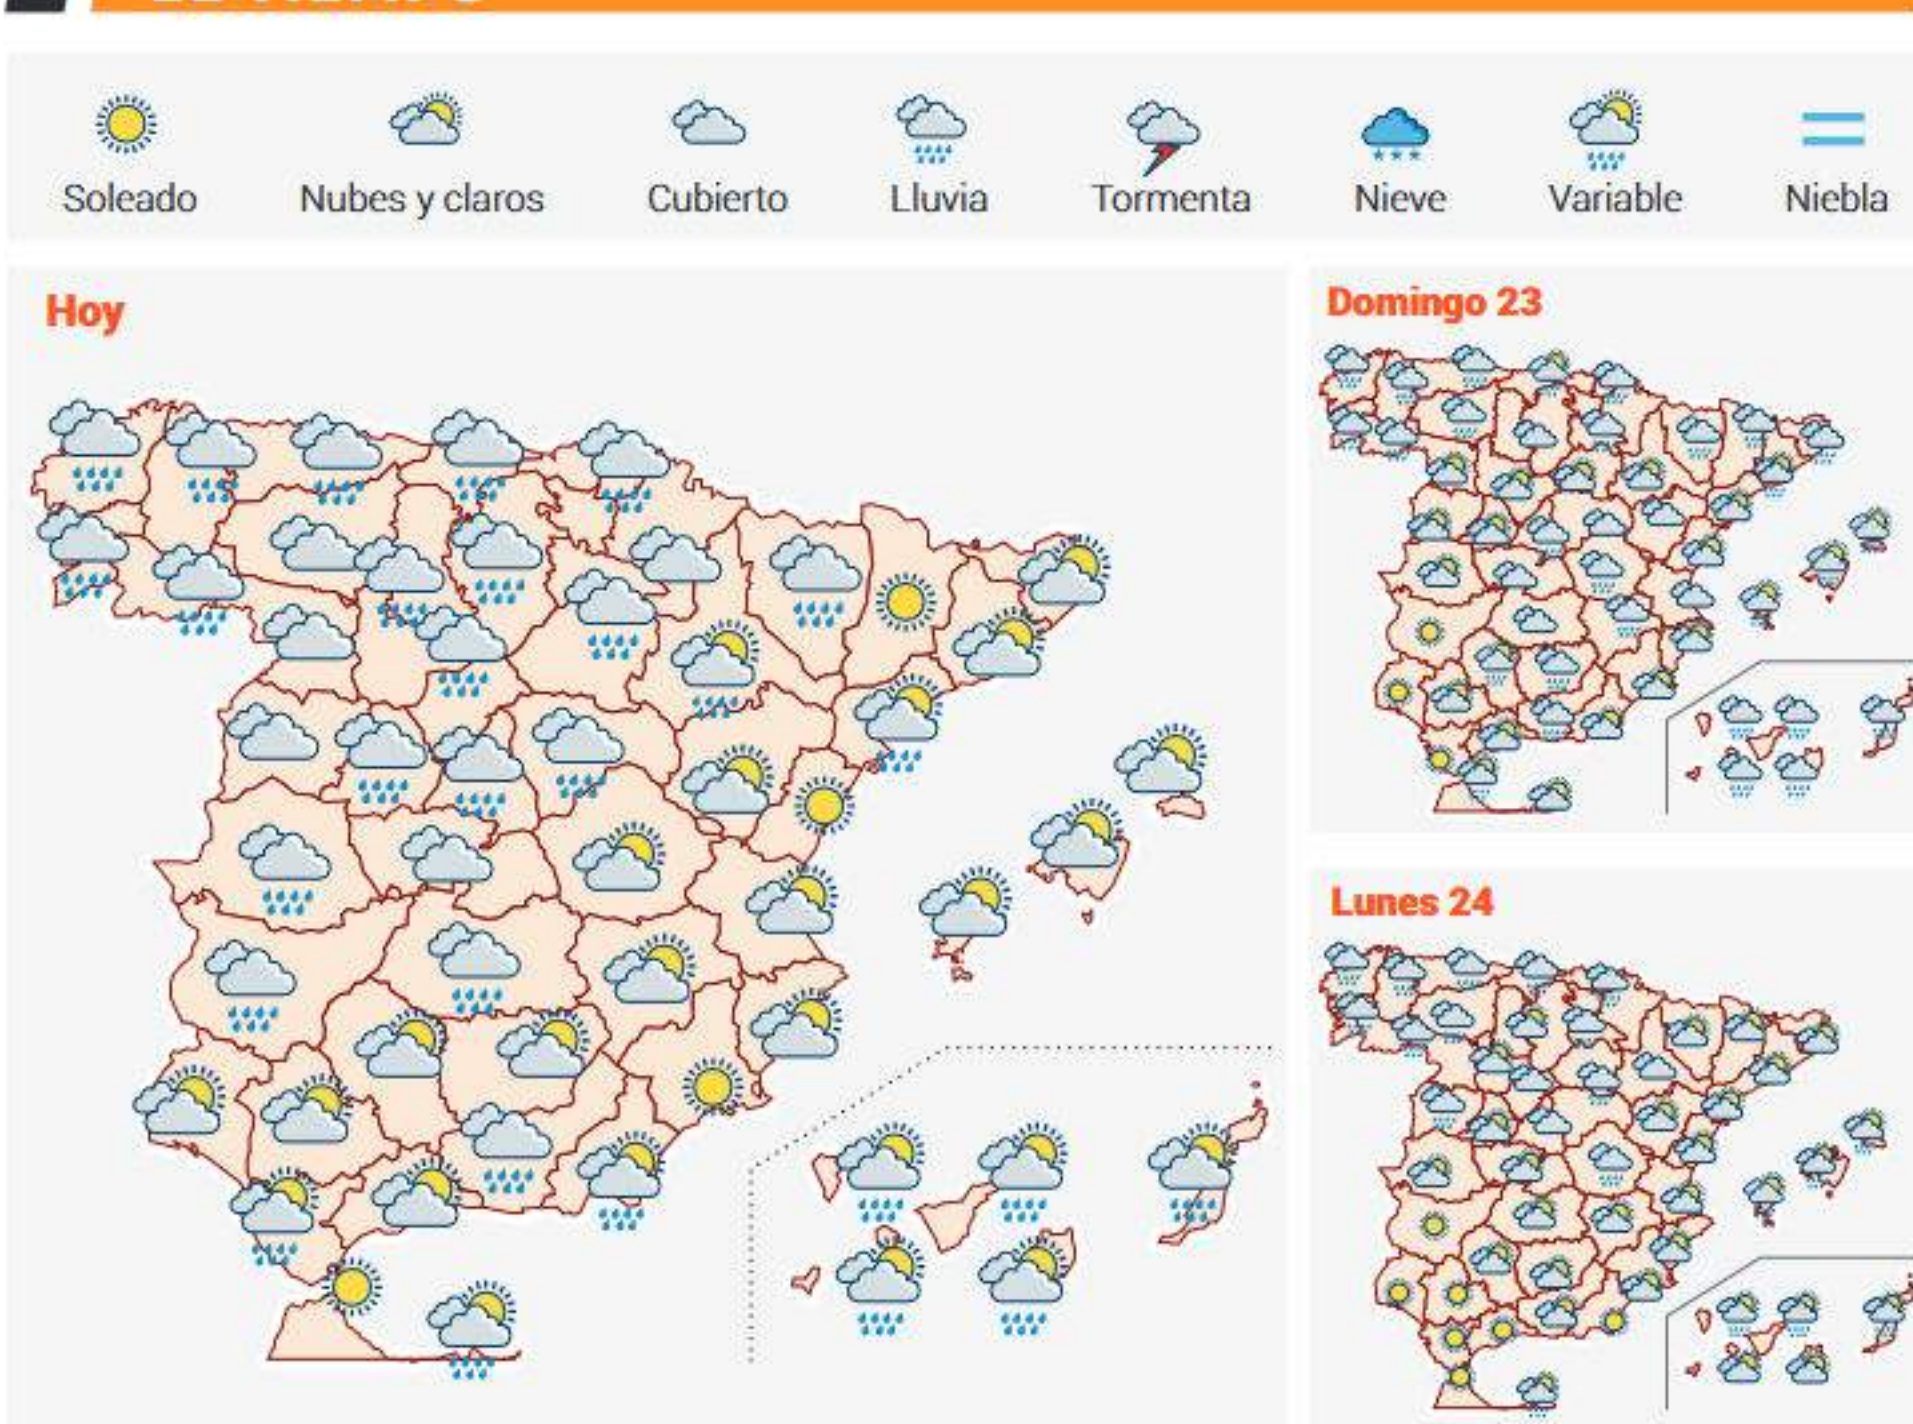 Soleado
Nubes y claros
Cubierto
Lluvia
Tormenta
Nieve
Variable
Niebla
Hoy
Domingo 23
Lunes 24